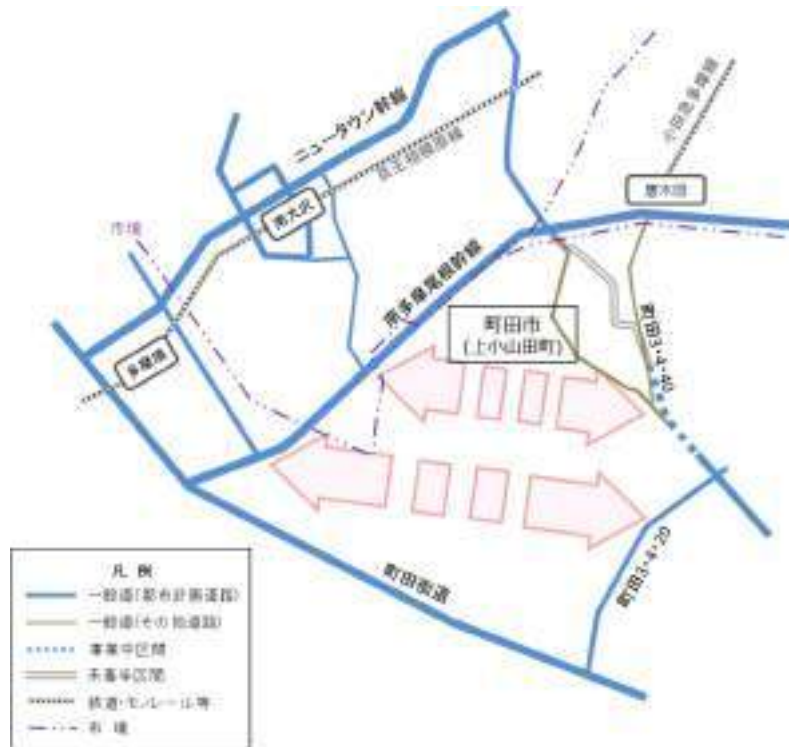 ニュータウン幹線
京王相模原線
小田急多摩線
唐木田
南大沢
市境
南多摩尾根幹線
町田市
(上小山田町)
町田3・4・40
多摩境
町田3・4・20
町田街道
凡 例
一般道(都市計画道路)
一般道(その他道路)
事業中区間
未着手区間
鉄道・モノレール等
市 境